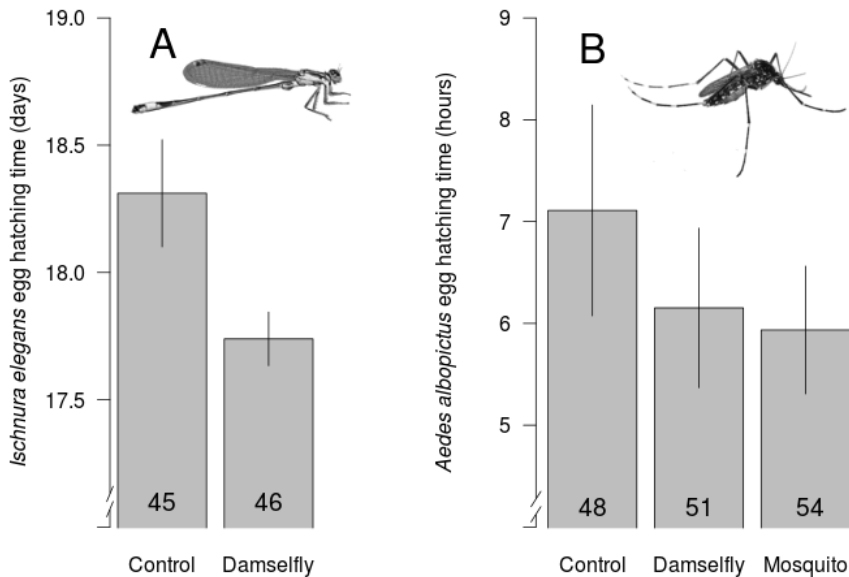 A
Ischnura elegans egg hatching time (days)
19.0
18.5
18.0
17.5
45
46
Control
Damselfly
B
Aedes albopictus egg hatching time (hours)
9
8
7
6
5
48
51
54
Control
Damselfly
Mosquito